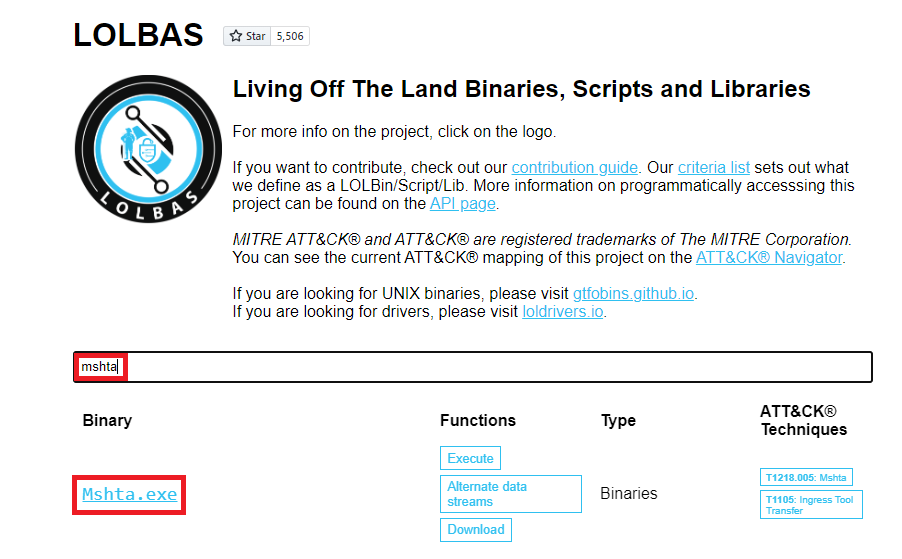 LOLBAS
Star 5,506
LOLBAS
Living Off The Land Binaries, Scripts and Libraries
For more info on the project, click on the logo.
If you want to contribute, check out our contribution guide. Our criteria list sets out what
we define as a LOLBin/Script/Lib. More information on programmatically accesssing this
project can be found on the API page.
MITRE ATT&CK® and ATT&CK® are registered trademarks of The MITRE Corporation.
You can see the current ATT&CK® mapping of this project on the ATT&CK® Navigator.
If you are looking for UNIX binaries, please visit gtfobins.github.io.
If you are looking for drivers, please visit loldrivers.io.
mshta
Binary
Functions
Type
ATT&CK®
Techniques
Mshta.exe
Execute
Alternate data
streams
Download
Binaries
T1218.005: Mshta
T1105: Ingress Tool
Transfer